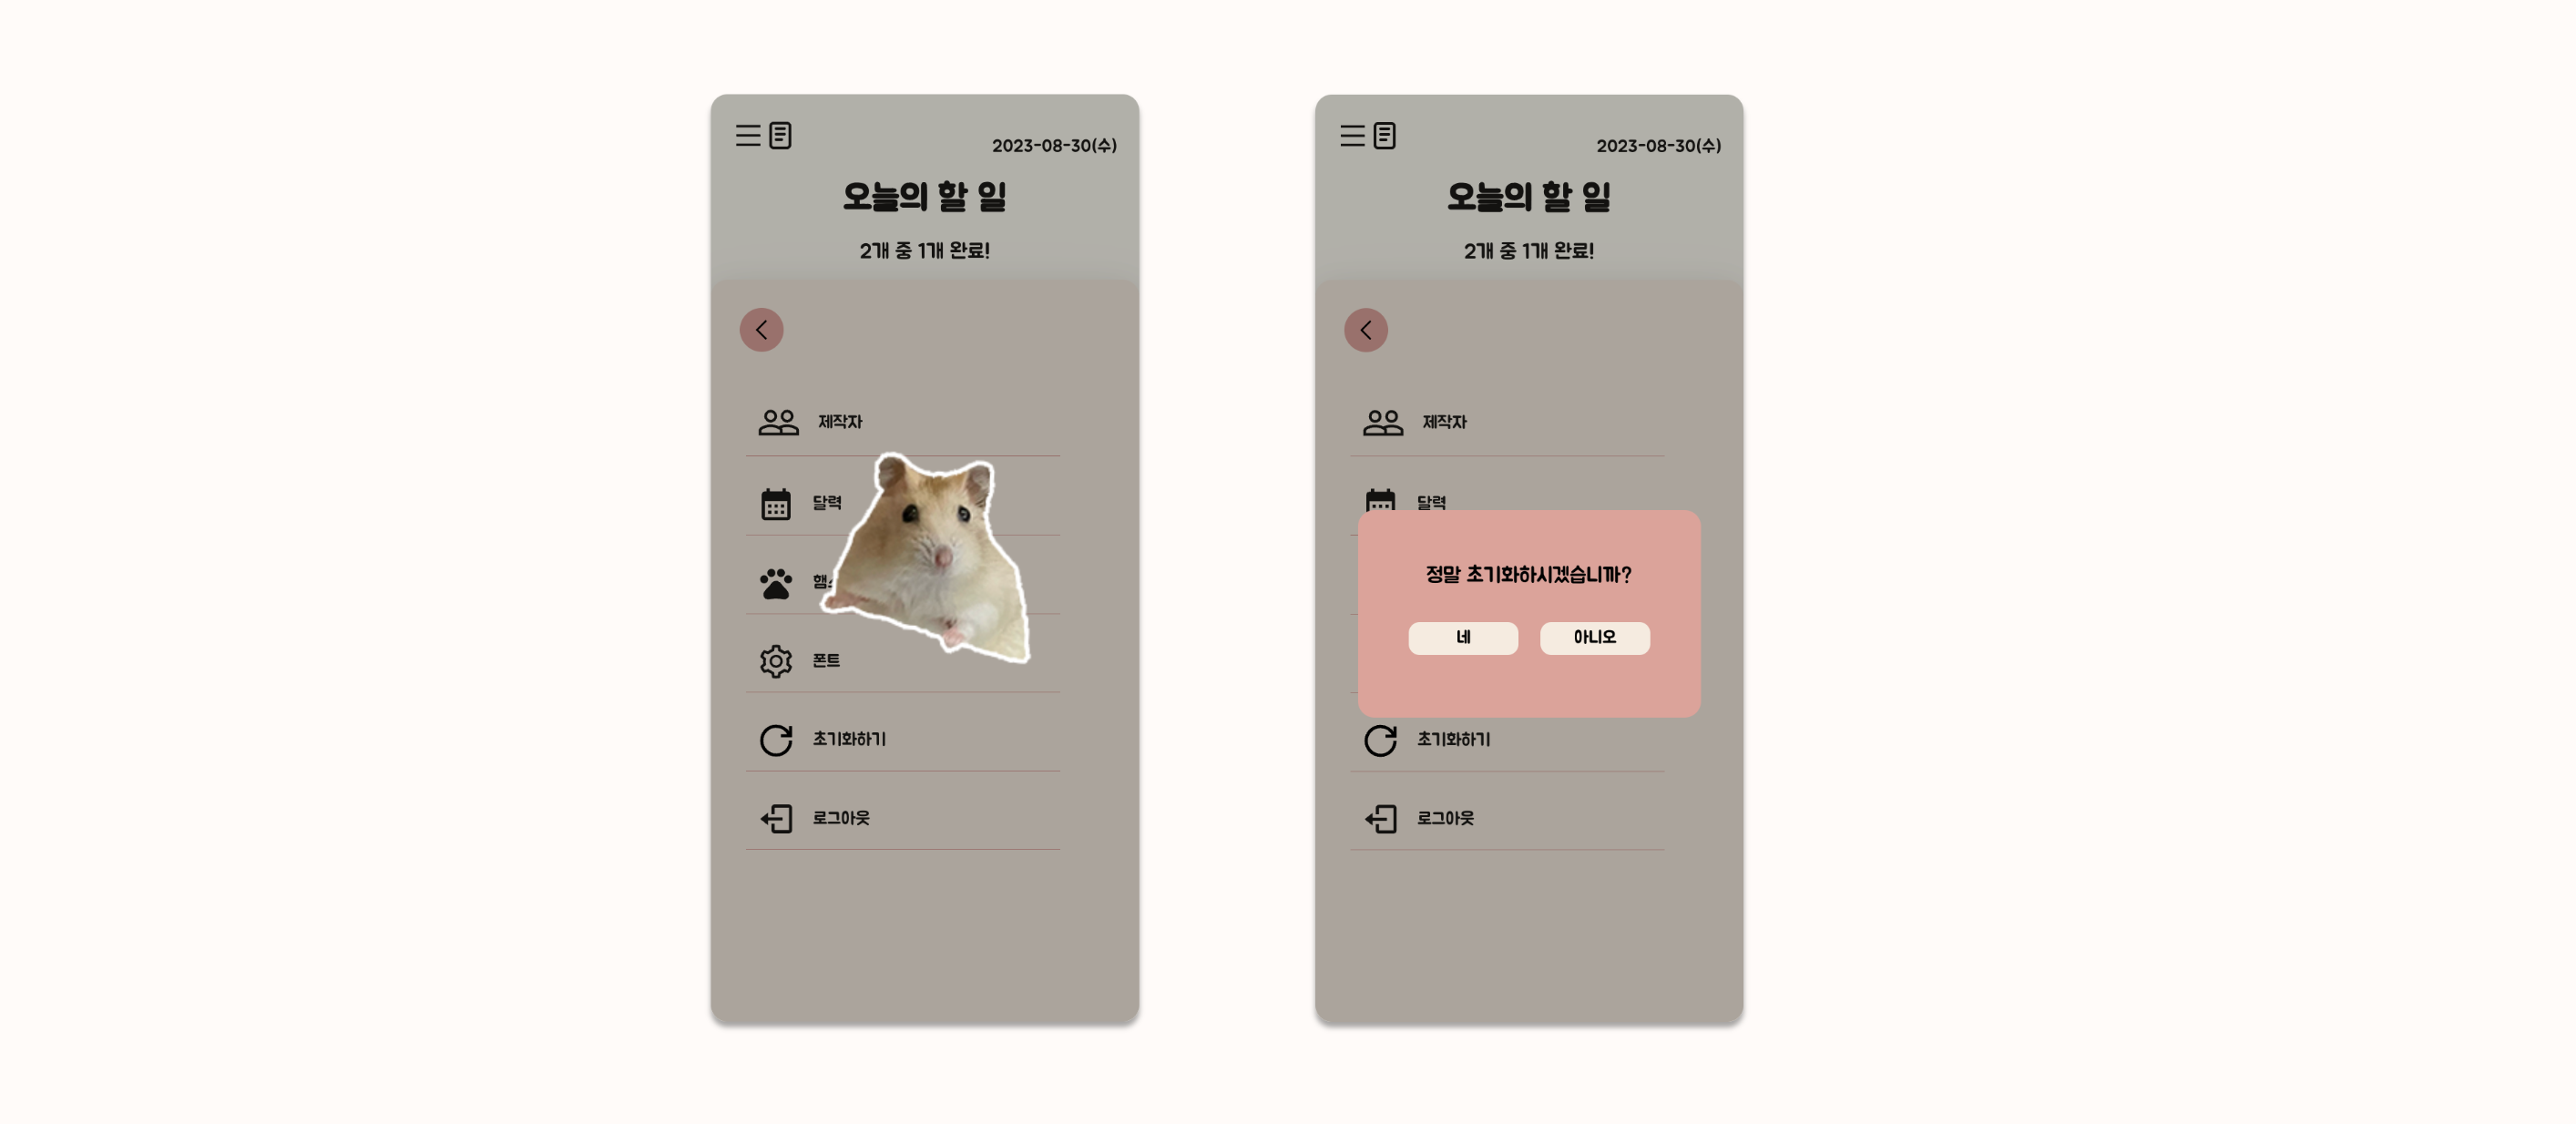 2023-08-30(수)
오늘의 할 일
2개 중 1개 완료!
제작자
달력
폰트
초기화하기
로그아웃
2023-08-30(수)
오늘의 할 일
2개 중 1개 완료!
제작자
달력
정말 초기화하시겠습니까?
네 아니오
초기화하기
로그아웃